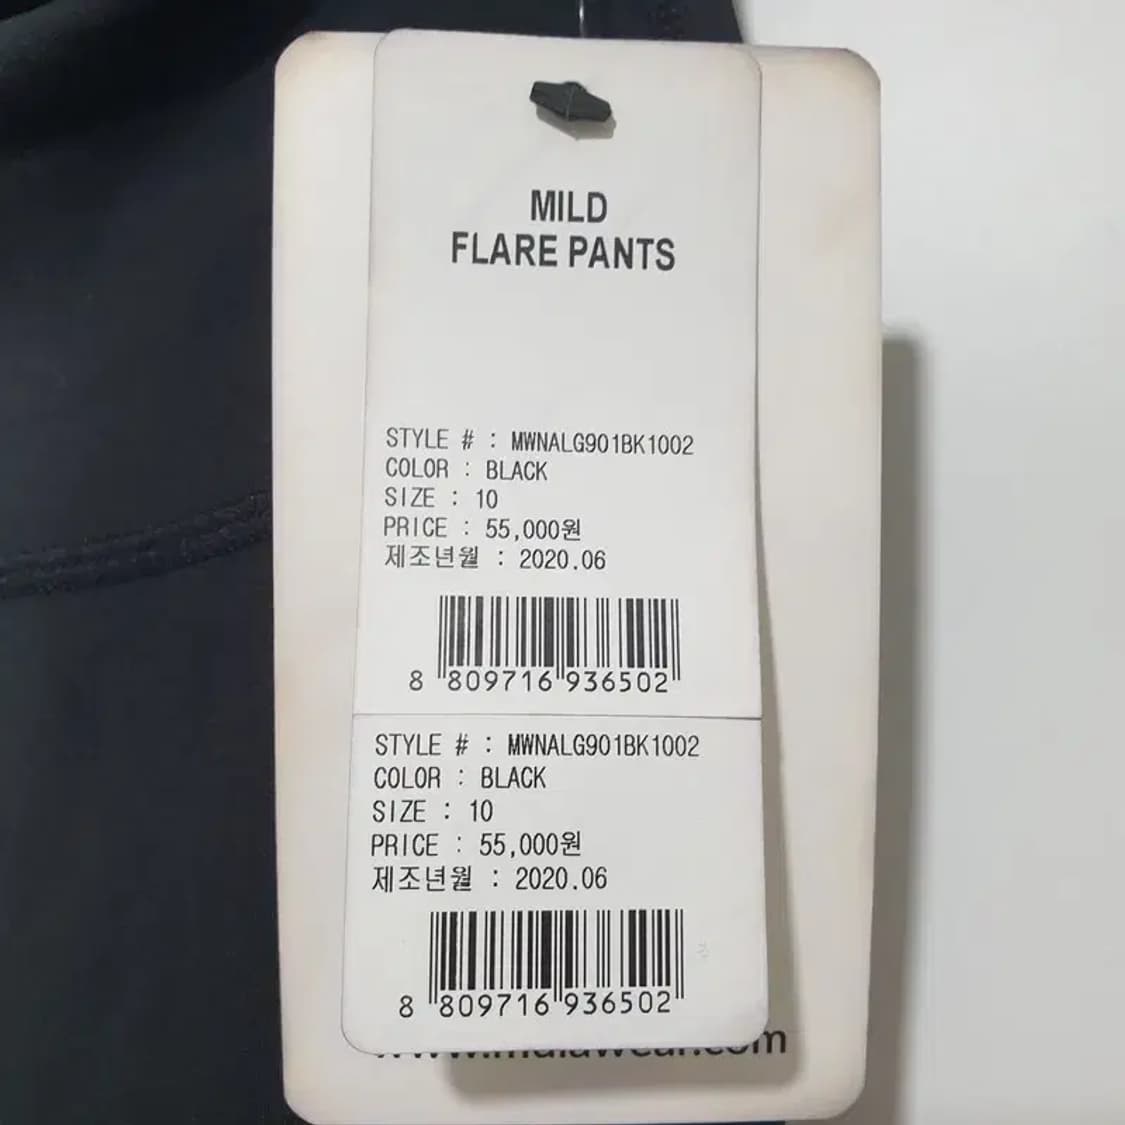 MILD
FLARE PANTS
STYLE # : MWNALG901BK1002
COLOR : BLACK
SIZE : 10
PRICE : 55,000원
제조년월 : 2020.06
8 809716 936502
STYLE # : MWNALG901BK1002
COLOR : BLACK
SIZE : 10
PRICE : 55,000원
제조년월 : 2020.06
8 809716 936502